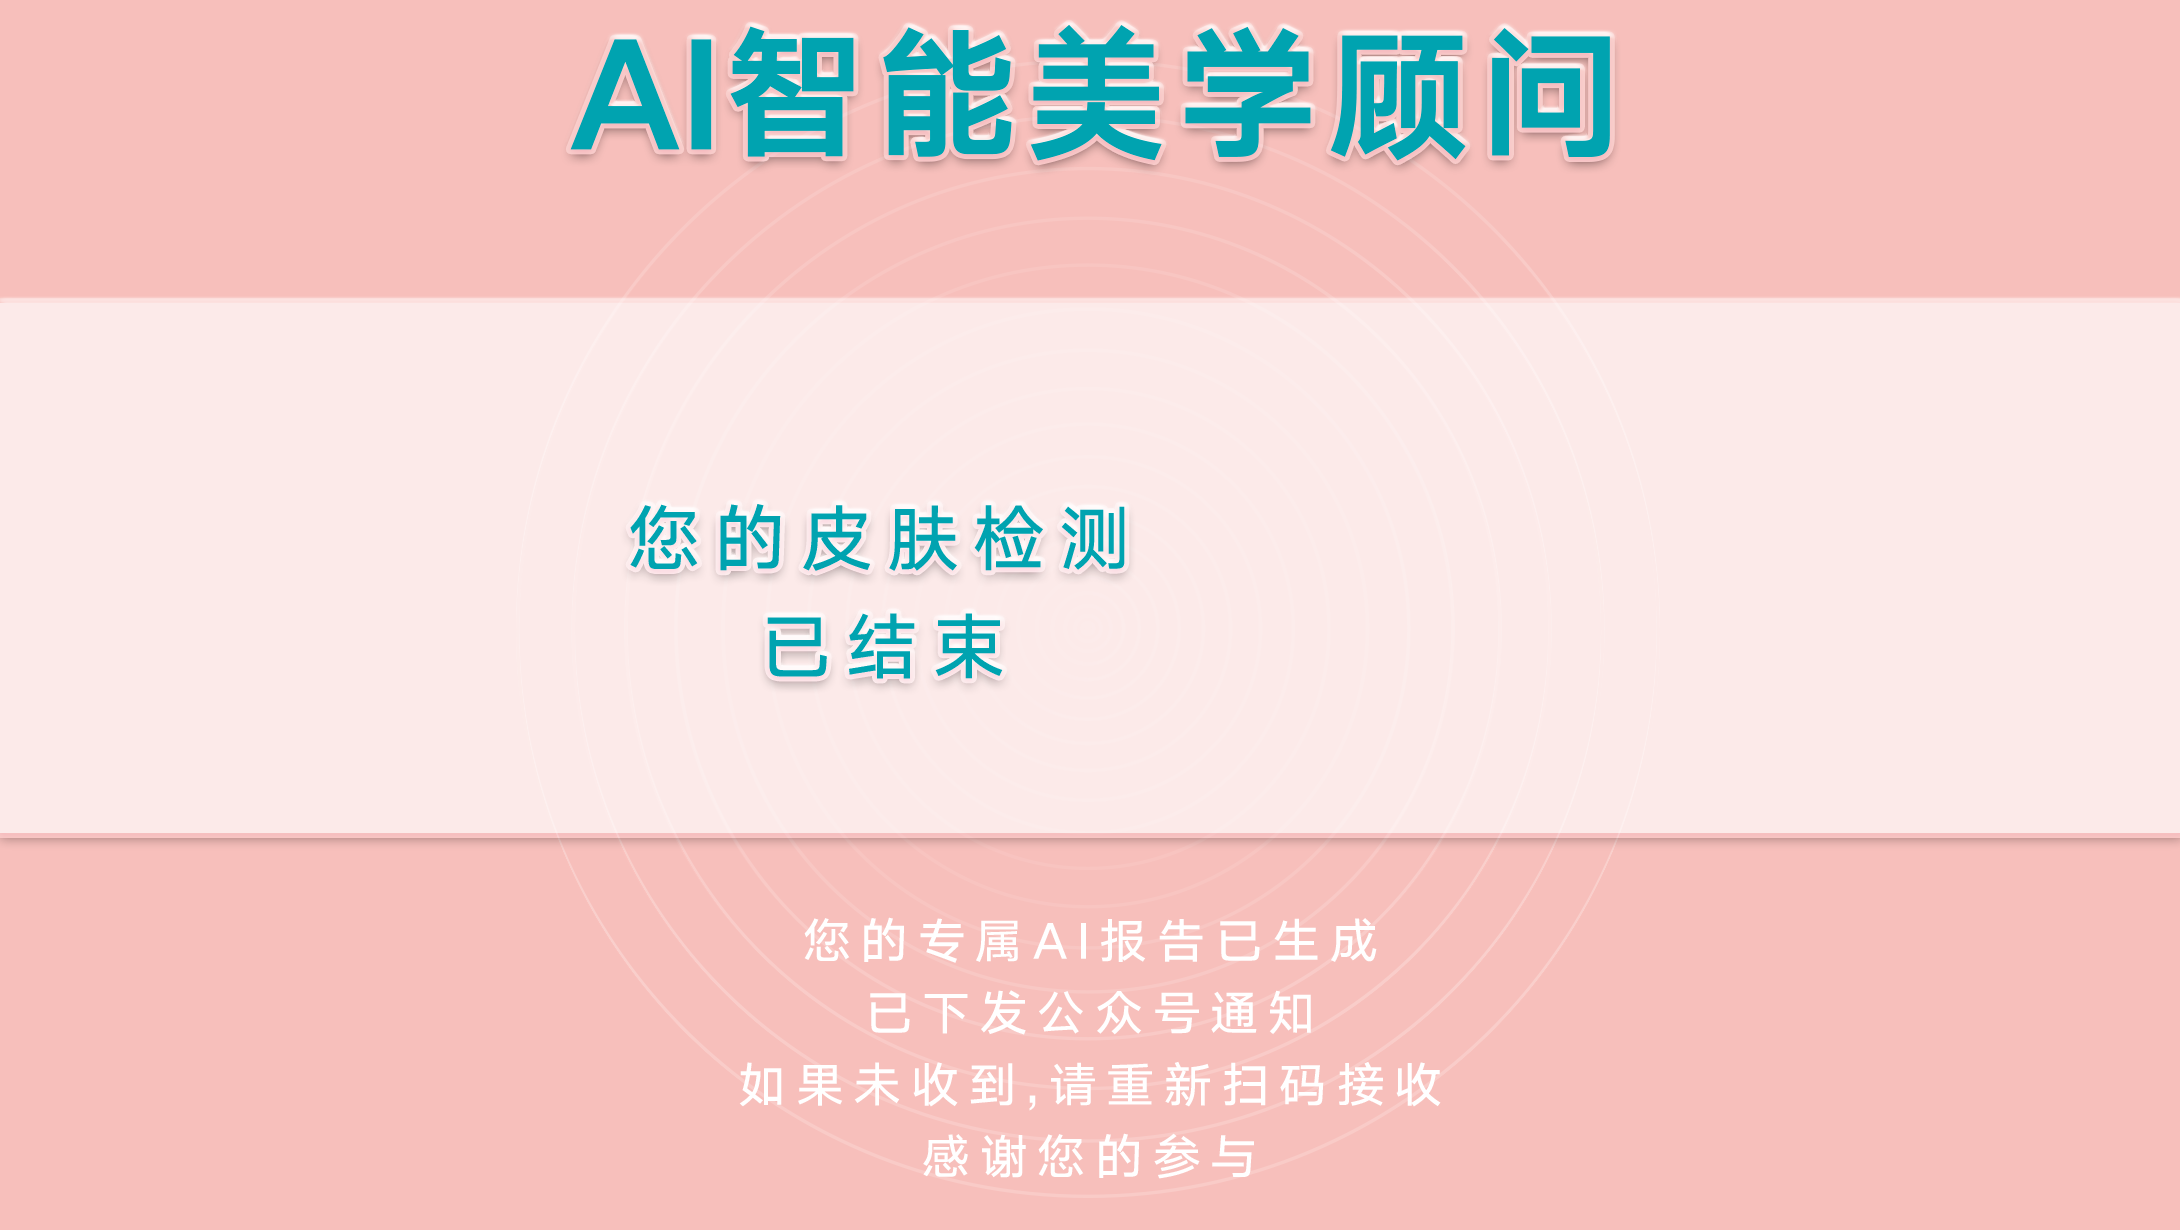 AI智能美学顾问
您的皮肤检测
已结束
您的专属AI报告已生成
已下发公众号通知
如果未收到,请重新扫码接收
感谢您的参与